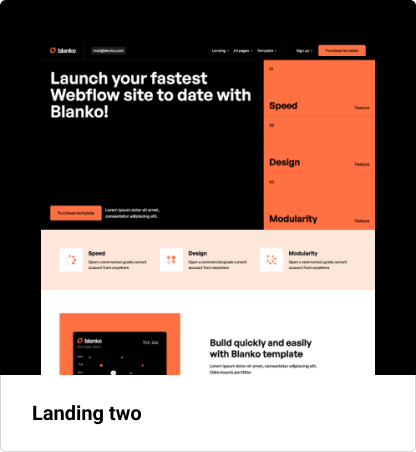 blanko
mail@blanko.com
Landing
All pages
Template
Sign up
Purchase template
Launch your fastest
Webflow site to date with
Blanko!
01
Speed
Feature
02
Design
Feature
03
Modularity
Feature
Purchase template
Lorem ipsum dolor sit amet,
consectetur adipiscing elit.
Speed
Open a commercial-grade current
account from anywhere
Design
Open a commercial-grade current
account from anywhere
Modularity
Open a commercial-grade current
account from anywhere
blanko
Purchase chart
Build quickly and easily
with Blanko template
Lorem ipsum dolor sit amet, consectetur adipiscing elit.
Odio mauris porttitor.
Landing two